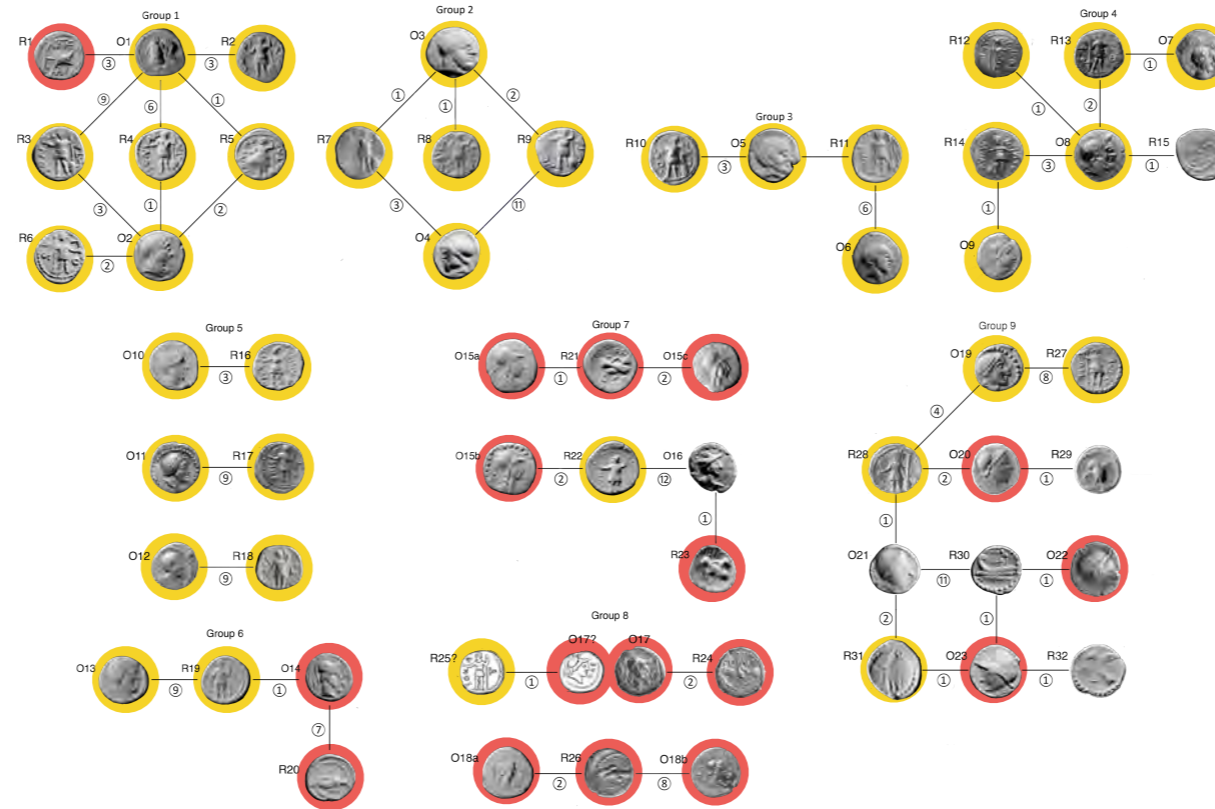 Group 1
R1 O1 R2
③ ③
⑨ ⑥ ①
R3 R4 R5
③ ① ②
R6 O2
②
Group 2
O3
① ① ②
R7 R8 R9
③ ⑪
O4
Group 3
R10 O5 R11
③
⑥
O6
Group 4
R12 R13 O7
①
① ②
R14 O8 R15
③ ①
①
O9
Group 5
O10 R16
③
O11 R17
⑨
O12 R18
⑨
Group 6
O13 R19 O14
⑨ ①
⑦
R20
Group 7
O15a R21 O15c
① ②
O15b R22 O16
② ⑫
①
R23
Group 8
R25? O17? O17 R24
① ②
O18a R26 O18b
② ⑧
Group 9
O19 R27
⑧
④
R28 O20 R29
② ①
①
O21 R30 O22
⑪ ①
② ①
R31 O23 R32
① ①